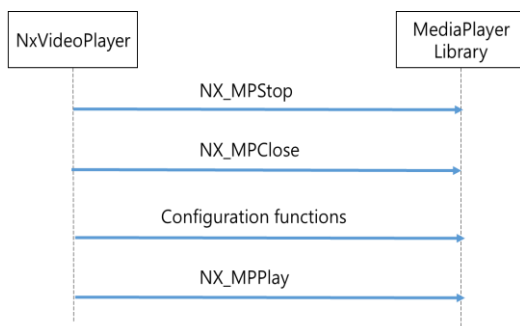 NxVideoPlayer
MediaPlayer
Library
NX_MPStop
NX_MPClose
Configuration functions
NX_MPPlay